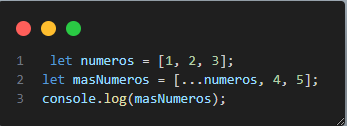 1 let numeros = [1, 2, 3];
2 let masNumeros = [...numeros, 4, 5];
3 console.log(masNumeros);